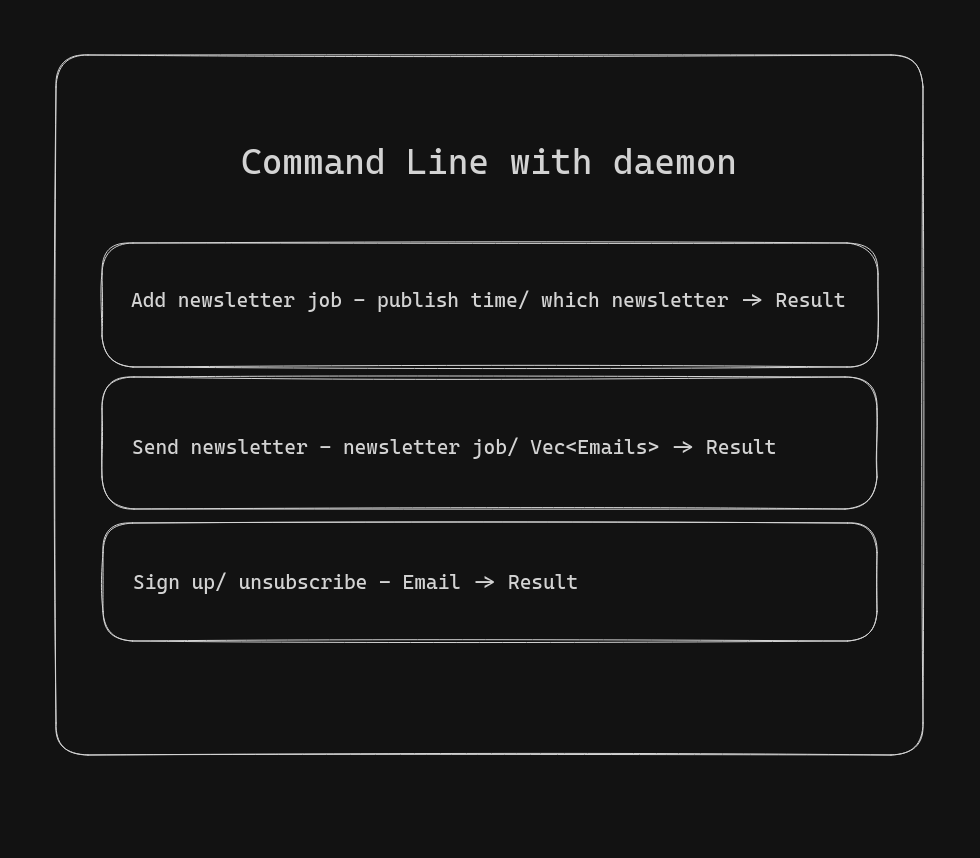 Command Line with daemon
Add newsletter job - publish time/ which newsletter -> Result
Send newsletter - newsletter job/ Vec<Emails> -> Result
Sign up/ unsubscribe - Email -> Result